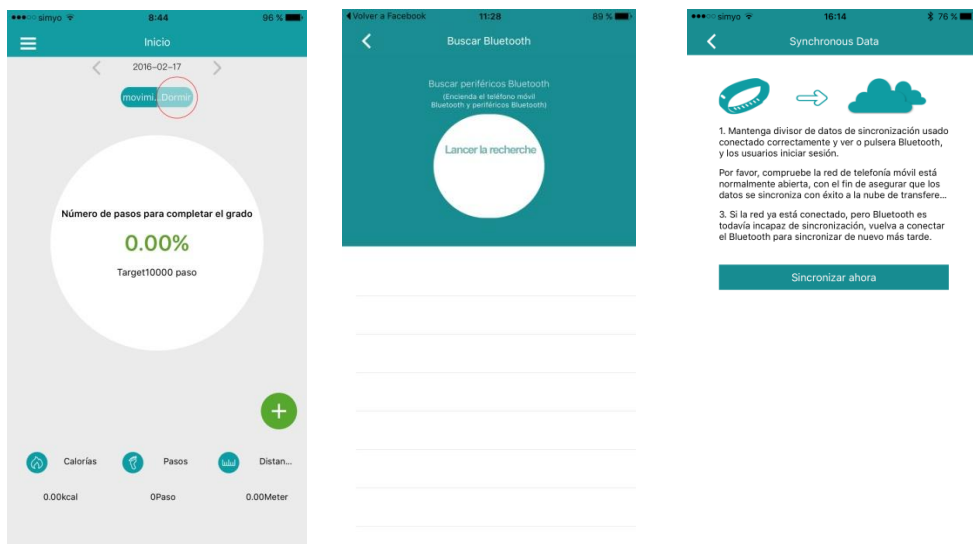 simyo 8:44 96 %
Inicio
2016-02-17
movimi. Dormir
Número de pasos para completar el grado
0.00%
Target10000 paso
+
Calorías Pasos Distan...
0.00kcal 0Paso 0.00Meter
Volver a Facebook 11:28 89 %
Buscar Bluetooth
Buscar periféricos Bluetooth
(Encienda el teléfono móvil
Bluetooth y periféricos Bluetooth)
Lancer la recherche
simyo 16:14 76 %
Synchronous Data
1. Mantenga divisor de datos de sincronización usado
conectado correctamente y ver o pulsera Bluetooth,
y los usuarios iniciar sesión.
Por favor, compruebe la red de telefonía móvil está
normalmente abierta, con el fin de asegurar que los
datos se sincroniza con éxito a la nube de transfere...
3. Si la red ya está conectado, pero Bluetooth es
todavía incapaz de sincronización, vuelva a conectar
el Bluetooth para sincronizar de nuevo más tarde.
Sincronizar ahora